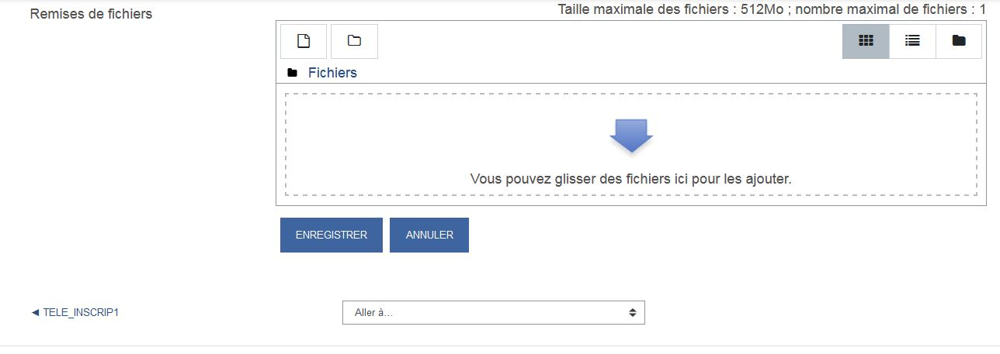 Remises de fichiers
Taille maximale des fichiers : 512Mo ; nombre maximal de fichiers : 1
Fichiers
Vous pouvez glisser des fichiers ici pour les ajouter.
ENREGISTRER
ANNULER
◄ TELE_INSCRIP1
Aller à...